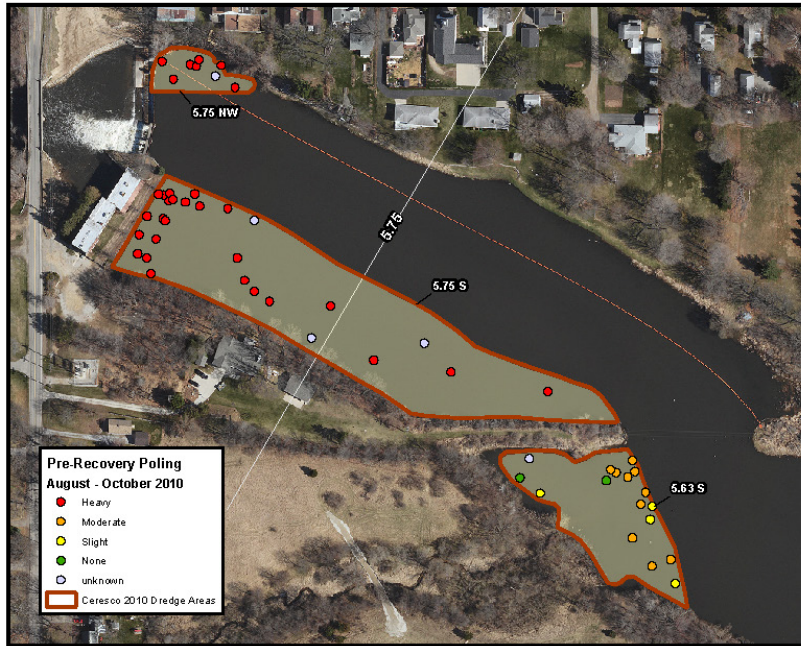 5.75 NW
5.75
5.75 S
5.63 S
Pre-Recovery Poling
August - October 2010
Heavy
Moderate
Slight
None
unknown
Ceresco 2010 Dredge Areas